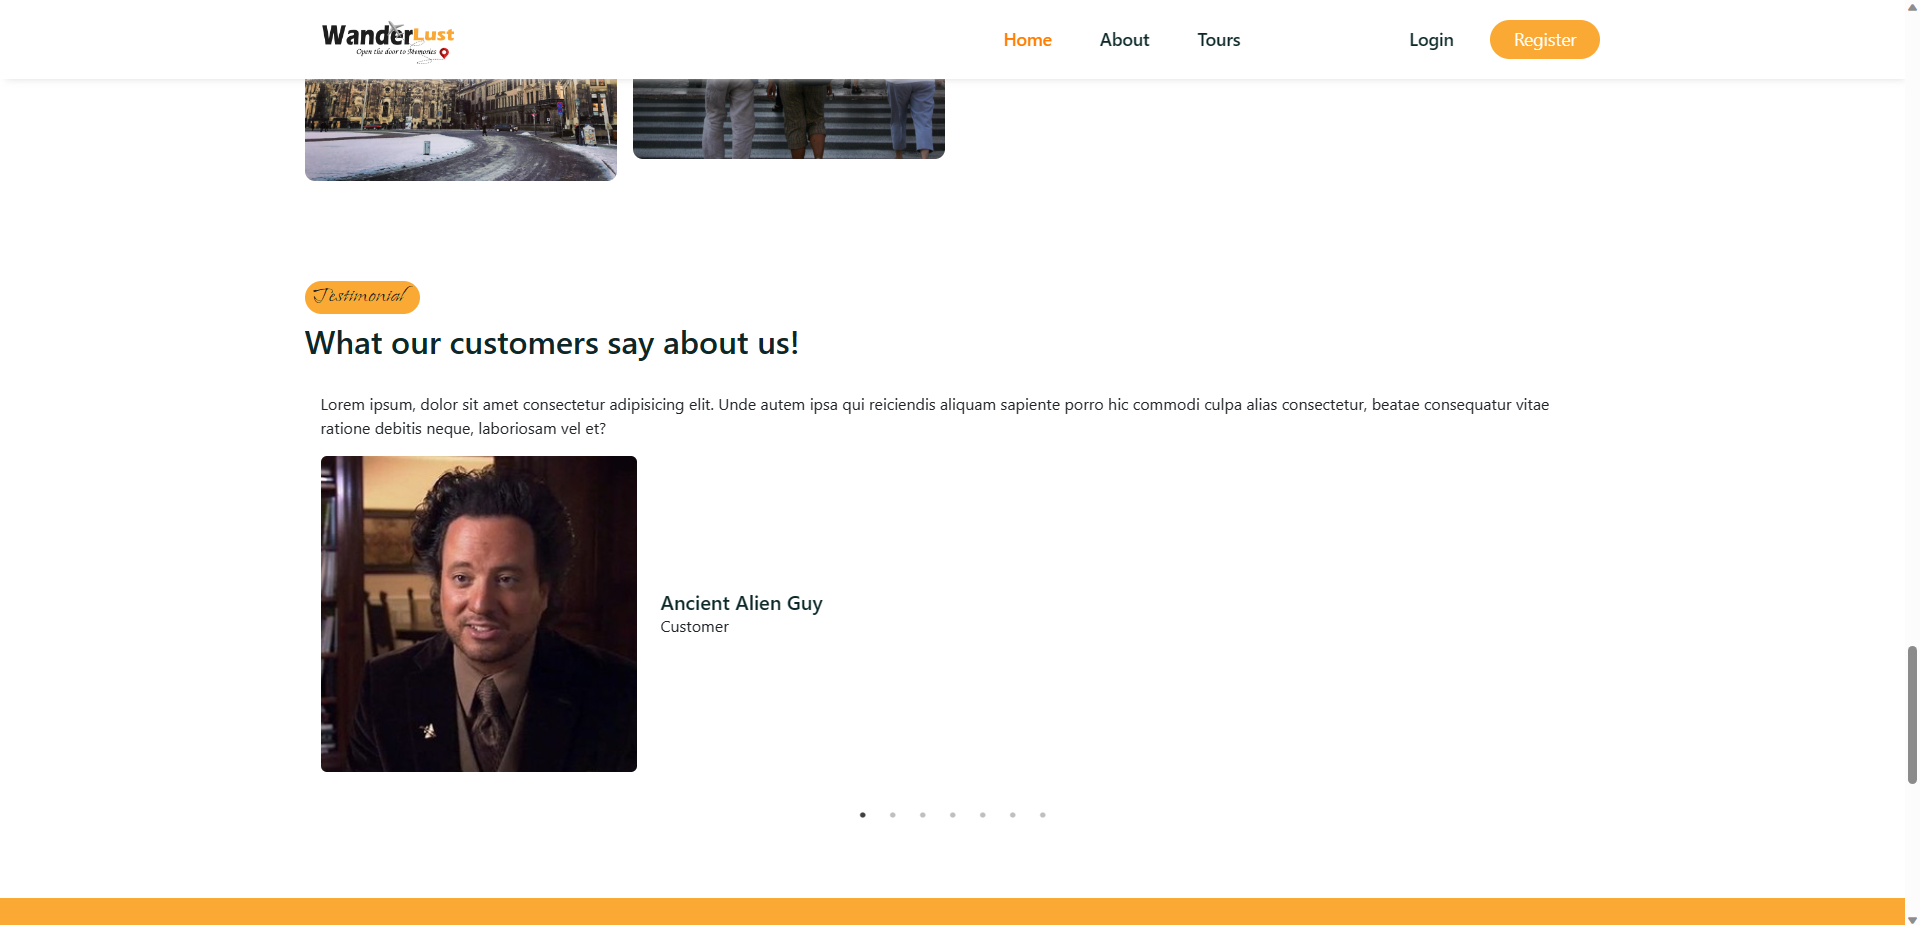 WanderLust
Open the door to Memories
Home About Tours Login Register
Testimonial
What our customers say about us!
Lorem ipsum, dolor sit amet consectetur adipisicing elit. Unde autem ipsa qui reiciendis aliquam sapiente porro hic commodi culpa alias consectetur, beatae consequatur vitae
ratione debitis neque, laboriosam vel et?
Ancient Alien Guy
Customer